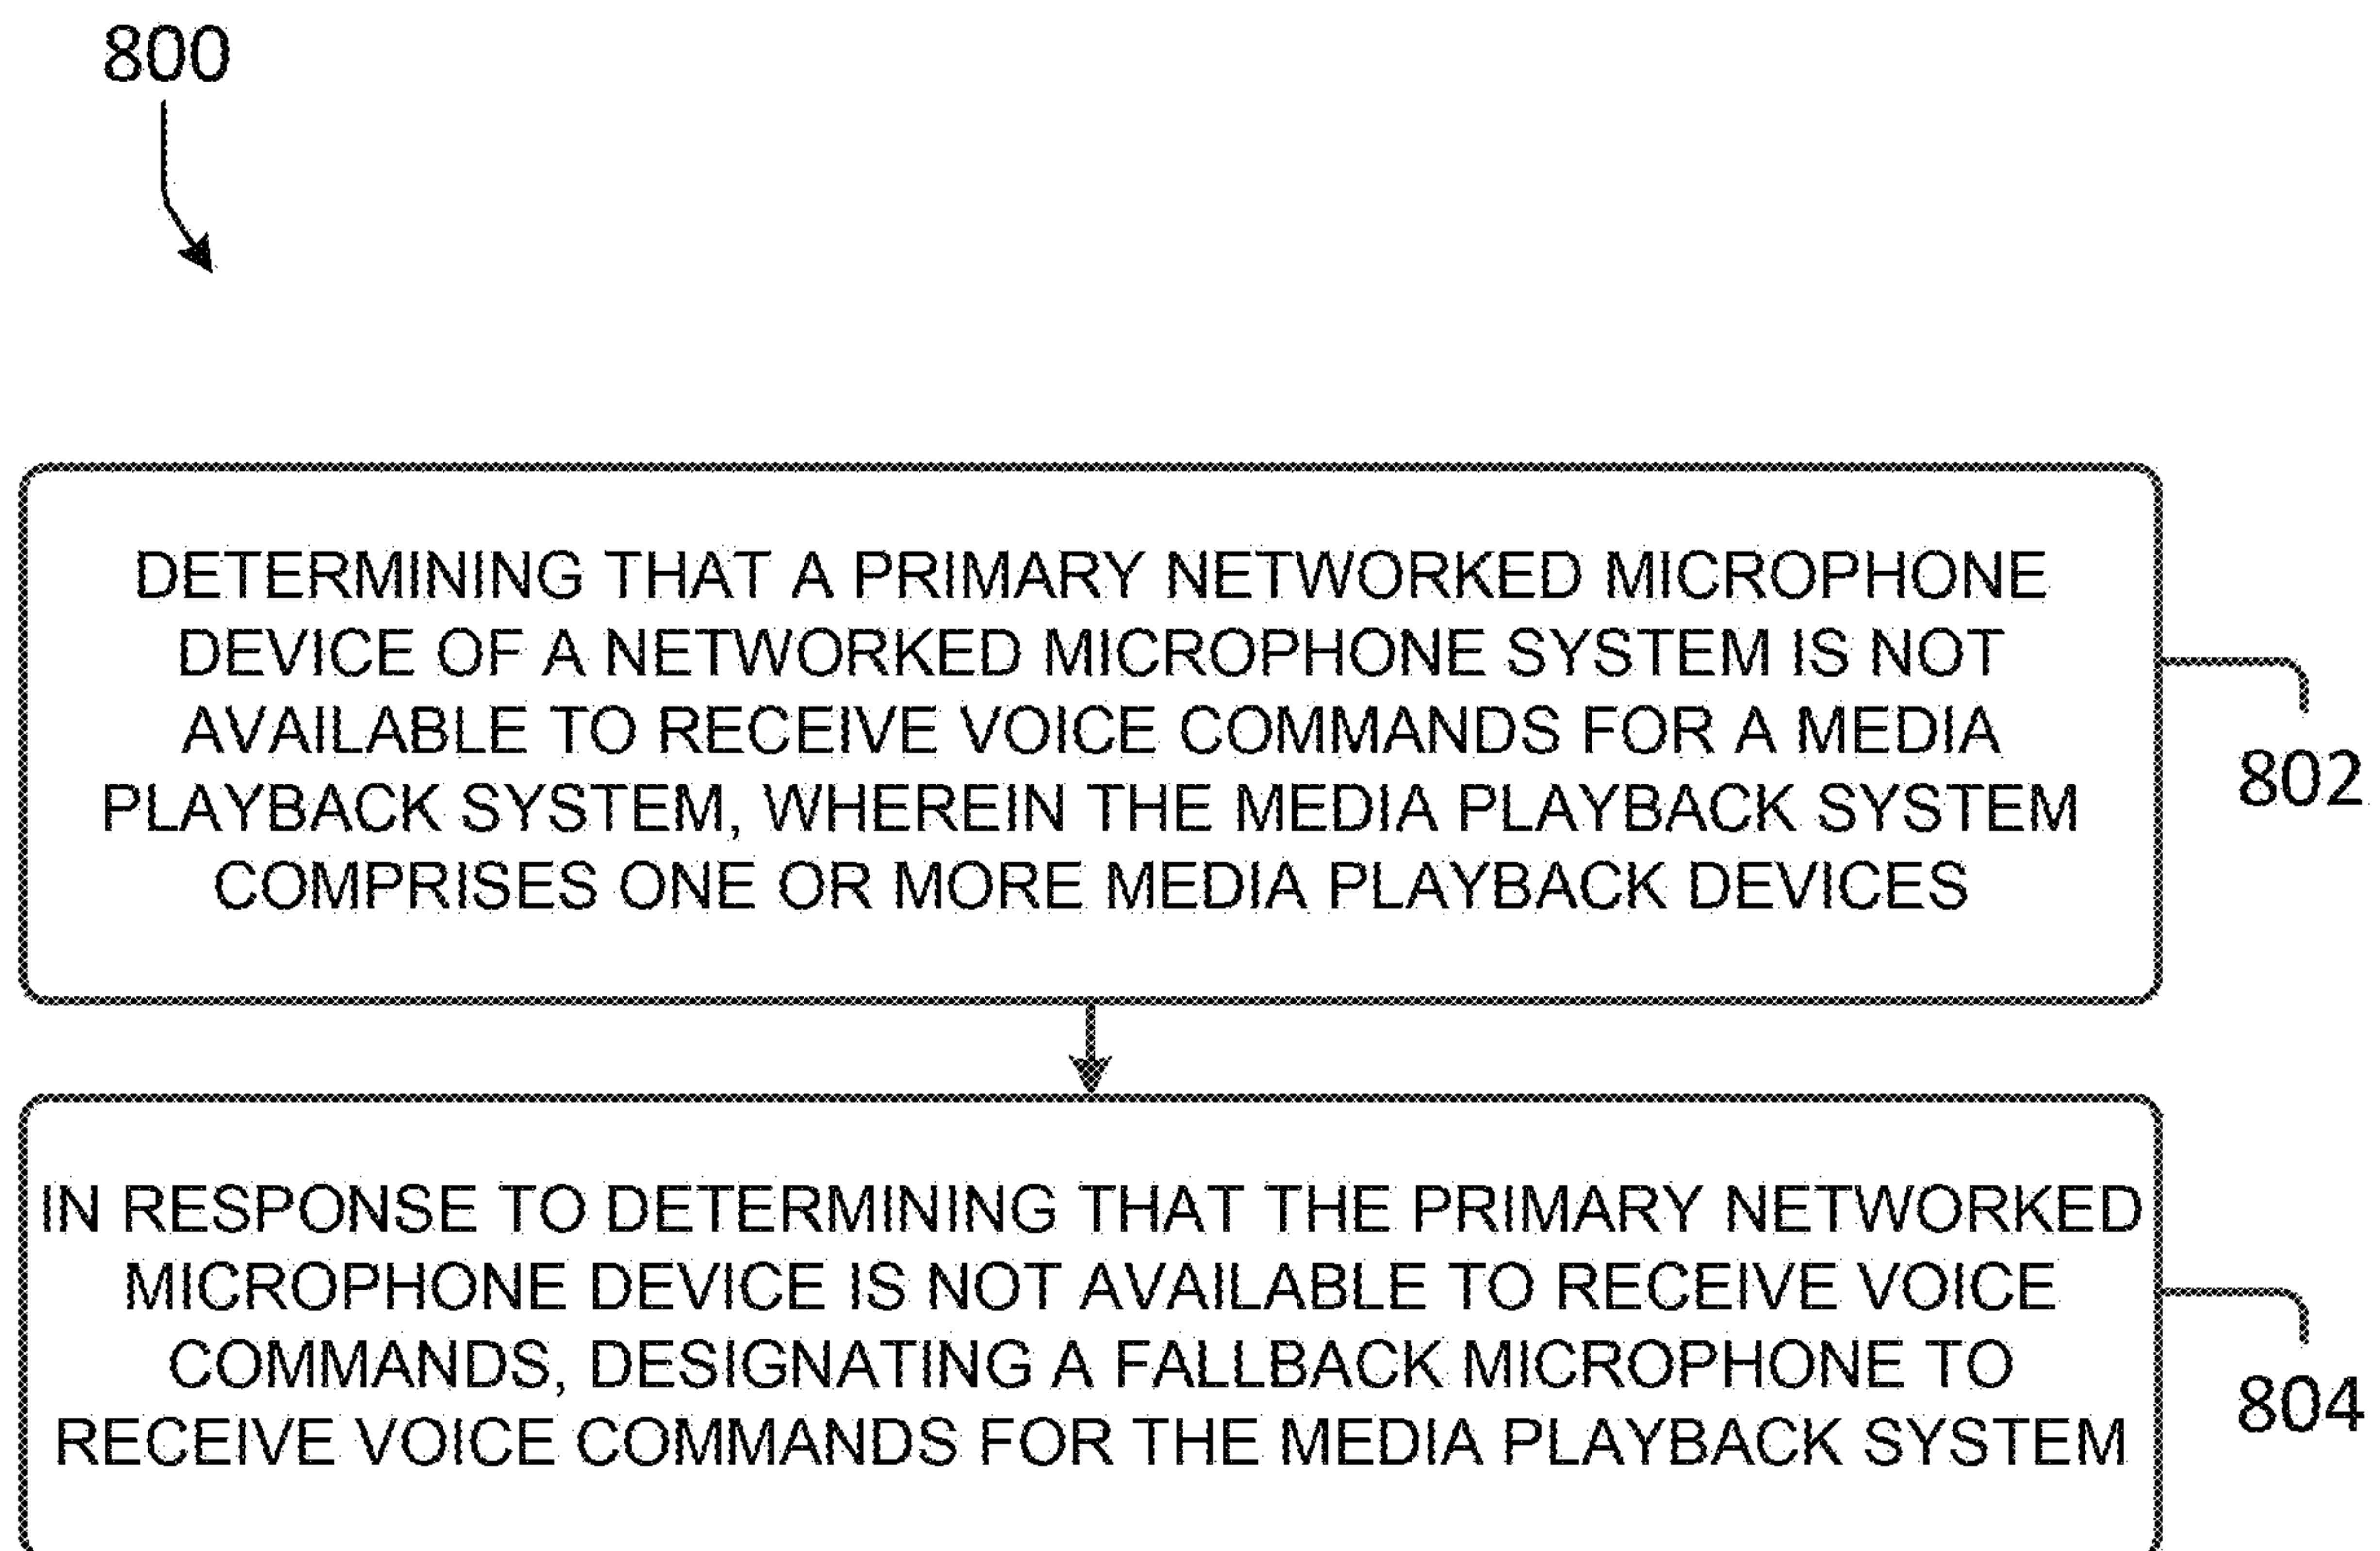 800
DETERMINING THAT A PRIMARY NETWORKED MICROPHONE
DEVICE OF A NETWORKED MICROPHONE SYSTEM IS NOT
AVAILABLE TO RECEIVE VOICE COMMANDS FOR A MEDIA
PLAYBACK SYSTEM, WHEREIN THE MEDIA PLAYBACK SYSTEM
COMPRISES ONE OR MORE MEDIA PLAYBACK DEVICES
802
IN RESPONSE TO DETERMINING THAT THE PRIMARY NETWORKED
MICROPHONE DEVICE IS NOT AVAILABLE TO RECEIVE VOICE
COMMANDS, DESIGNATING A FALLBACK MICROPHONE TO
RECEIVE VOICE COMMANDS FOR THE MEDIA PLAYBACK SYSTEM
804